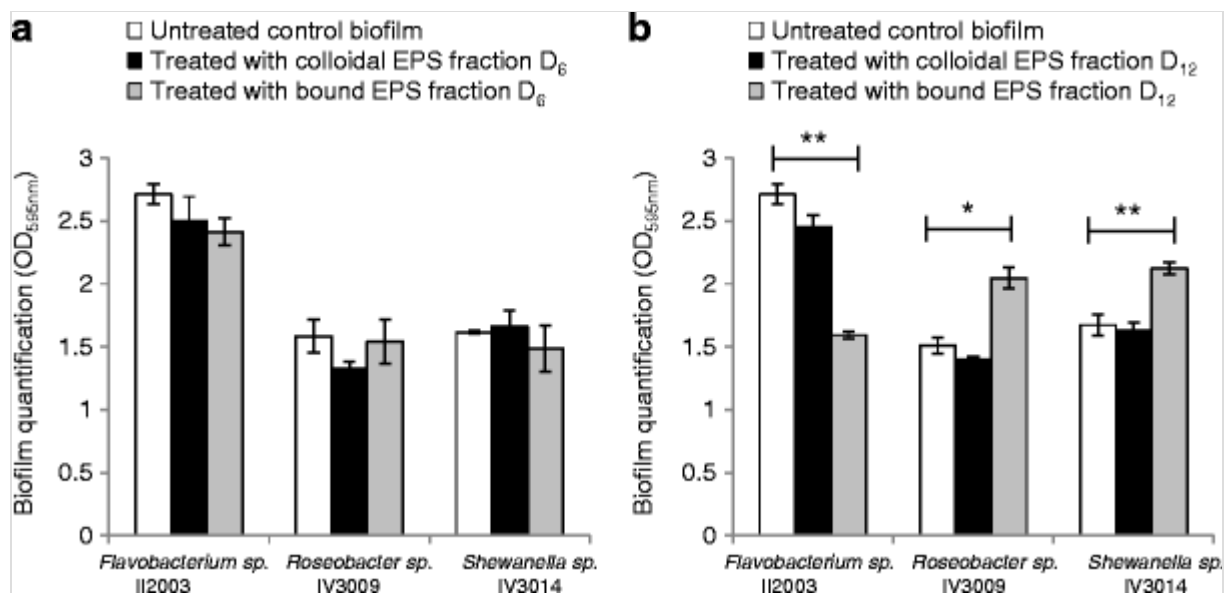 a
Untreated control biofilm
Treated with colloidal EPS fraction D₆
Treated with bound EPS fraction D₆
Biofilm quantification (OD₅₉₅ₙₘ)
3
2.5
2
1.5
1
0.5
0
Flavobacterium sp.
II2003
Roseobacter sp.
IV3009
Shewanella sp.
IV3014
b
Untreated control biofilm
Treated with colloidal EPS fraction D₁₂
Treated with bound EPS fraction D₁₂
Biofilm quantification (OD₅₉₅ₙₘ)
3
2.5
2
1.5
1
0.5
0
**
*
**
Flavobacterium sp.
II2003
Roseobacter sp.
IV3009
Shewanella sp.
IV3014